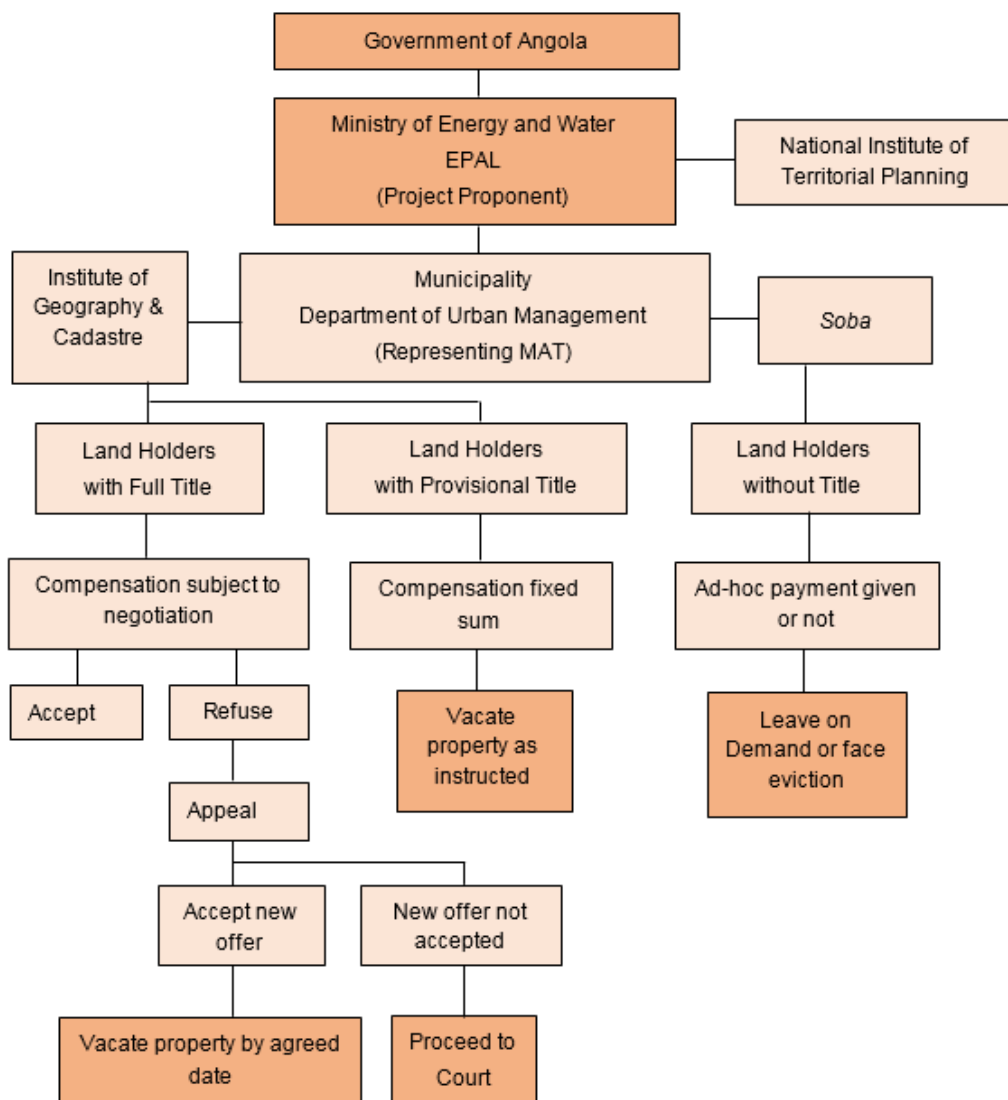 Government of Angola
Ministry of Energy and Water
EPAL
(Project Proponent)
National Institute of
Territorial Planning
Institute of
Geography &
Cadastre
Municipality
Department of Urban Management
(Representing MAT)
Soba
Land Holders
with Full Title
Land Holders
with Provisional Title
Land Holders
without Title
Compensation subject to
negotiation
Compensation fixed
sum
Ad-hoc payment given
or not
Accept
Refuse
Vacate
property as
instructed
Leave on
Demand or face
eviction
Appeal
Accept new
offer
New offer not
accepted
Vacate property by agreed
date
Proceed to
Court